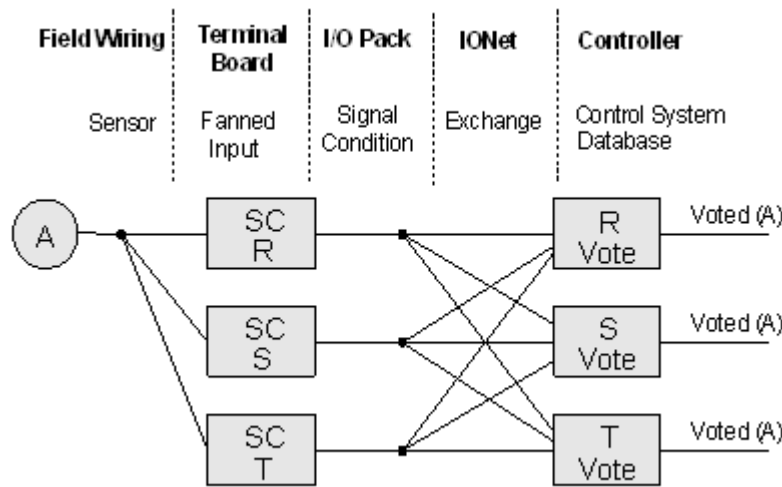 Field Wiring
Terminal
Board
I/O Pack
IONet
Controller
Sensor
Fanned
Input
Signal
Condition
Exchange
Control System
Database
A
SC
R
R
Vote
Voted (A)
SC
S
S
Vote
Voted (A)
SC
T
T
Vote
Voted (A)